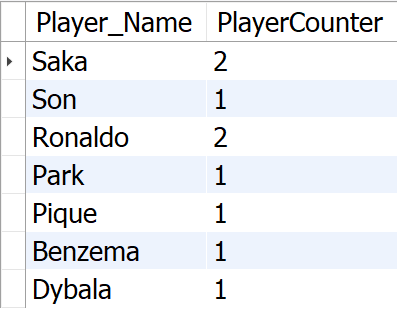 Player_Name PlayerCounter
Saka 2
Son 1
Ronaldo 2
Park 1
Pique 1
Benzema 1
Dybala 1